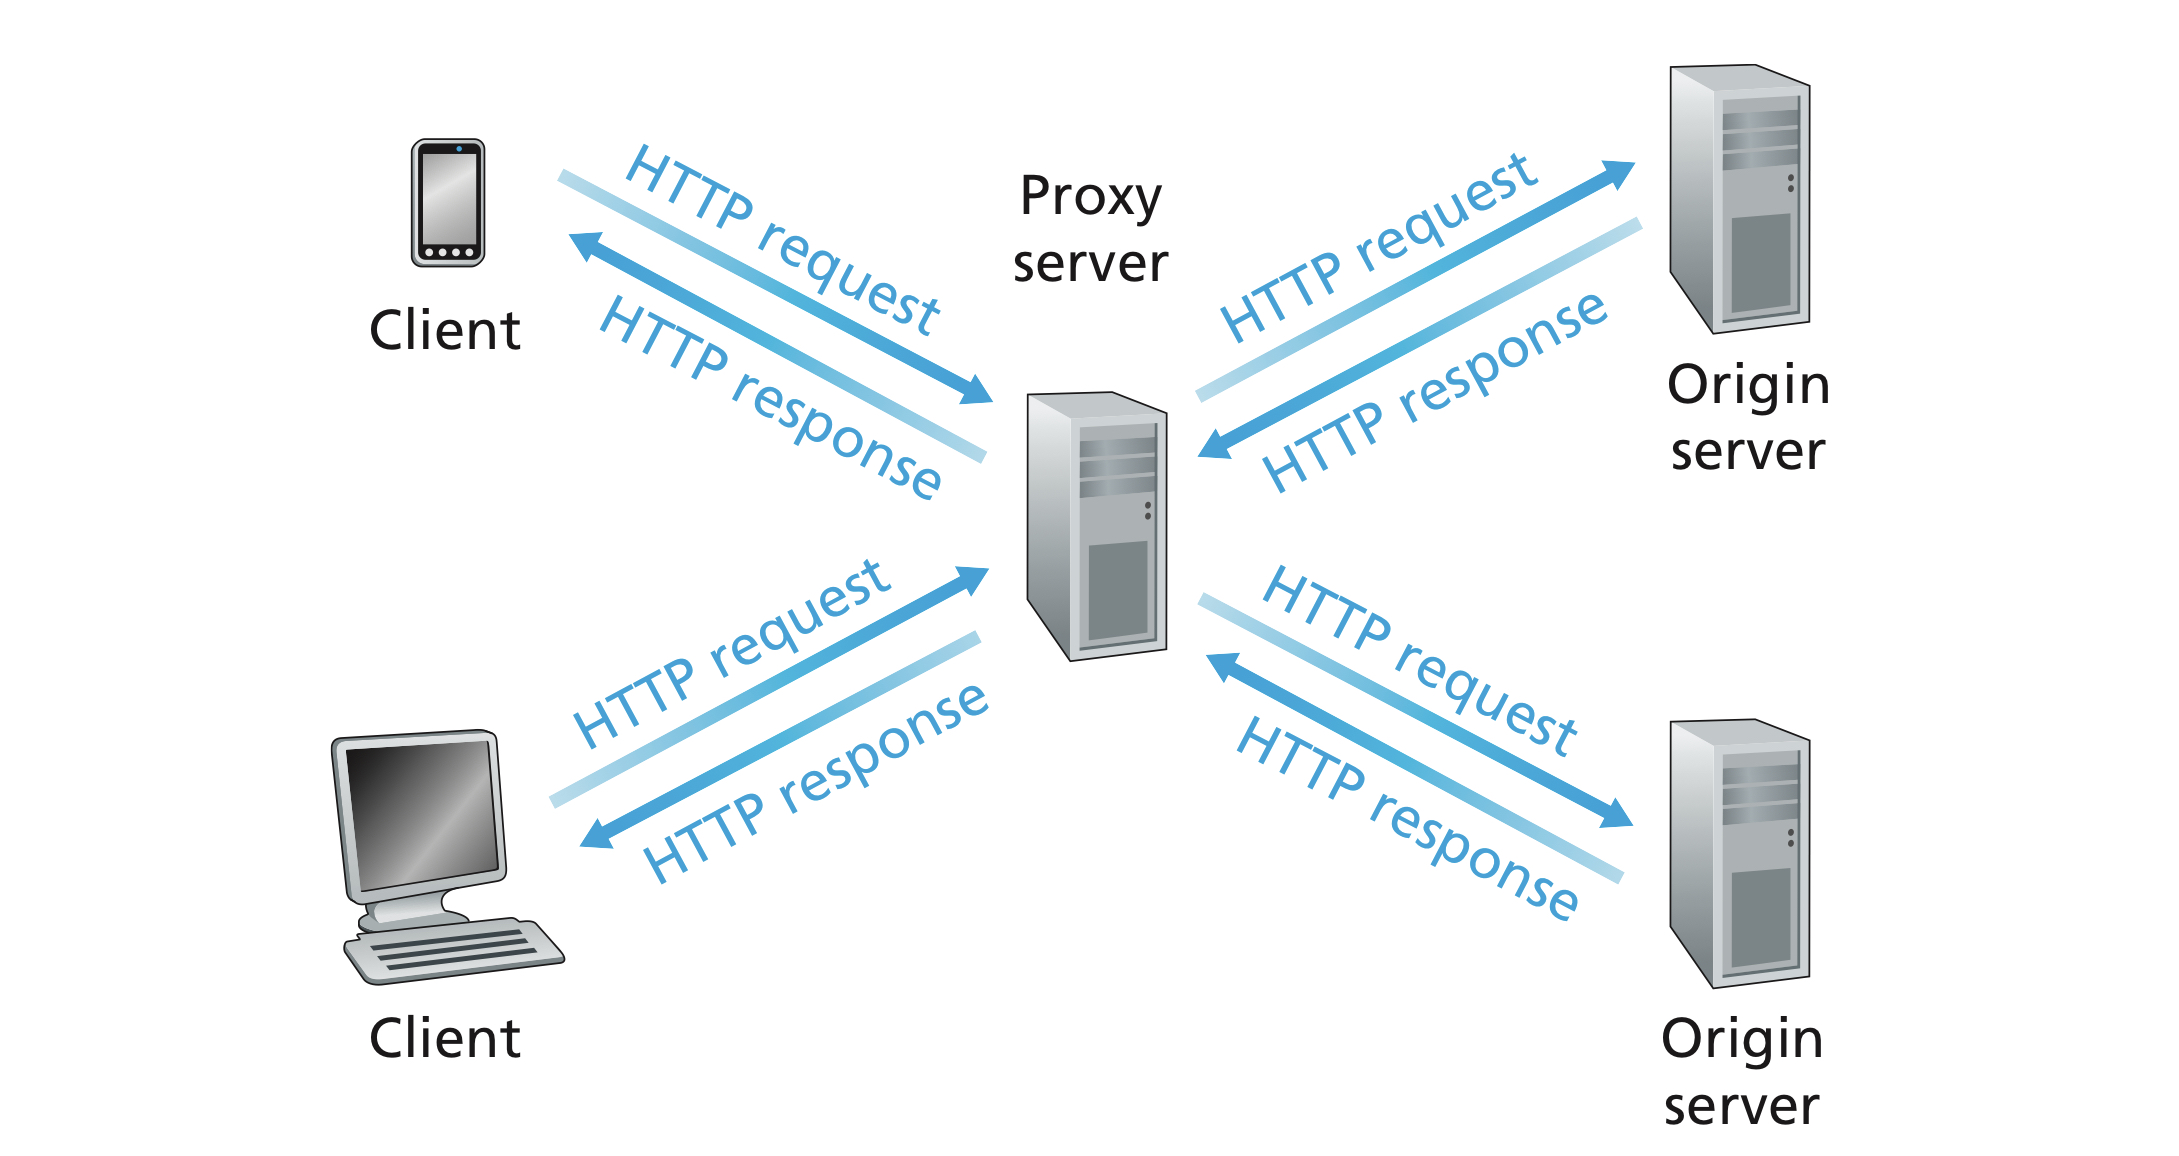 HTTP request
HTTP response
Client
Proxy
server
HTTP request
HTTP response
Origin
server
HTTP request
HTTP response
Client
HTTP request
HTTP response
Origin
server